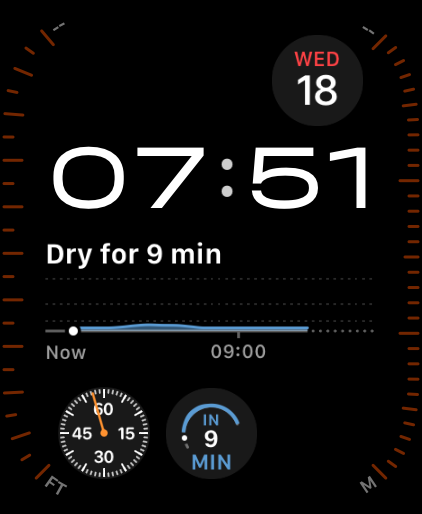 --
--
WED
18
07:51
Dry for 9 min
Now
09:00
60
45
15
30
IN
9
MIN
FT
M